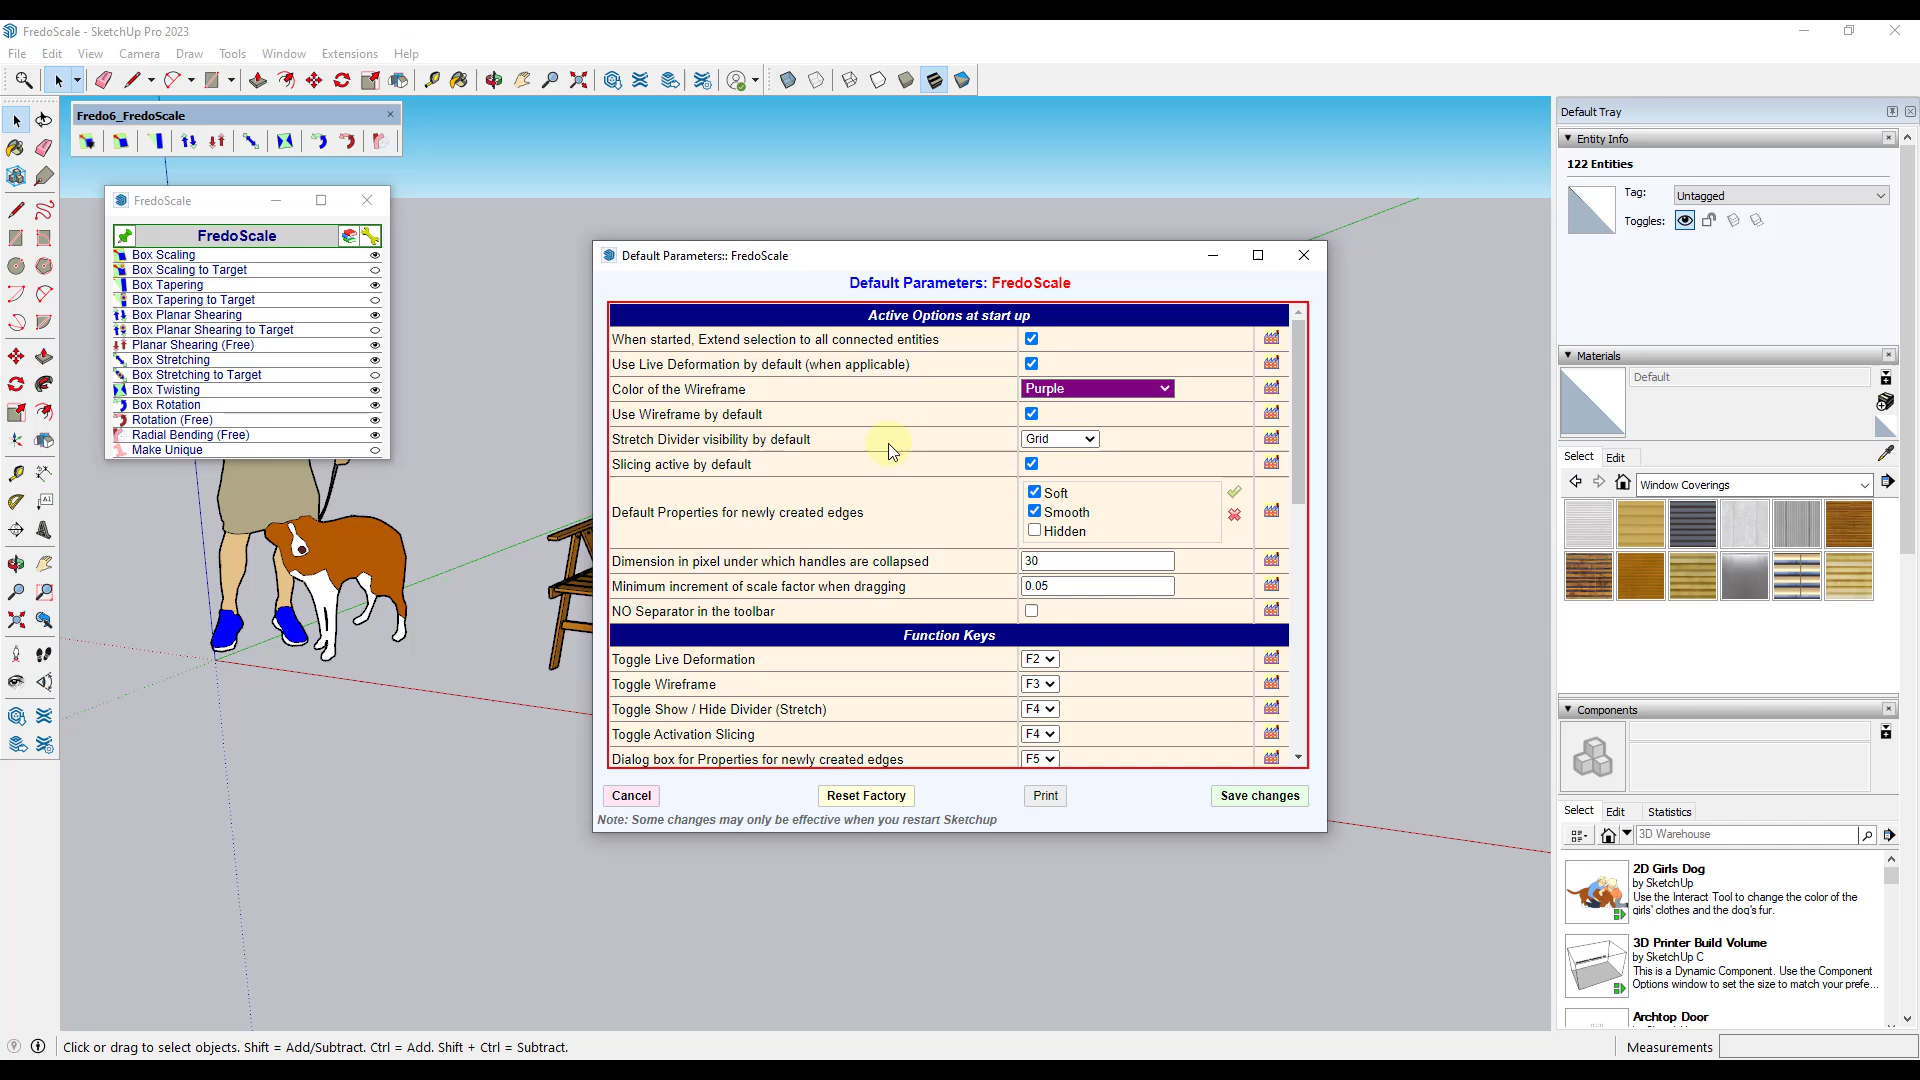 FredoScale - SketchUp Pro 2023
File Edit View Camera Draw Tools Window Extensions Help
Fredo6_FredoScale
FredoScale
FredoScale
Box Scaling
Box Scaling to Target
Box Tapering
Box Tapering to Target
Box Planar Shearing
Box Planar Shearing to Target
Planar Shearing (Free)
Box Stretching
Box Stretching to Target
Box Twisting
Box Rotation
Rotation (Free)
Radial Bending (Free)
Make Unique
Default Parameters:: FredoScale
Default Parameters: FredoScale
Active Options at start up
When started, Extend selection to all connected entities
Use Live Deformation by default (when applicable)
Color of the Wireframe Purple
Use Wireframe by default
Stretch Divider visibility by default Grid
Slicing active by default
Default Properties for newly created edges
Soft
Smooth
Hidden
Dimension in pixel under which handles are collapsed 30
Minimum increment of scale factor when dragging 0.05
NO Separator in the toolbar
Function Keys
Toggle Live Deformation F2
Toggle Wireframe F3
Toggle Show / Hide Divider (Stretch) F4
Toggle Activation Slicing F4
Dialog box for Properties for newly created edges F5
Cancel Reset Factory Print Save changes
Note: Some changes may only be effective when you restart Sketchup
Default Tray
Entity Info
122 Entities
Tag: Untagged
Toggles:
Materials
Default
Select Edit
Window Coverings
Components
Select Edit Statistics
3D Warehouse
2D Girls Dog
by SketchUp
Use the Interact Tool to change the color of the
girls' clothes and the dog's fur.
3D Printer Build Volume
by SketchUp C
This is a Dynamic Component. Use the Component
Options window to set the size to match your prefe...
Archtop Door
Click or drag to select objects. Shift = Add/Subtract. Ctrl = Add. Shift + Ctrl = Subtract.
Measurements